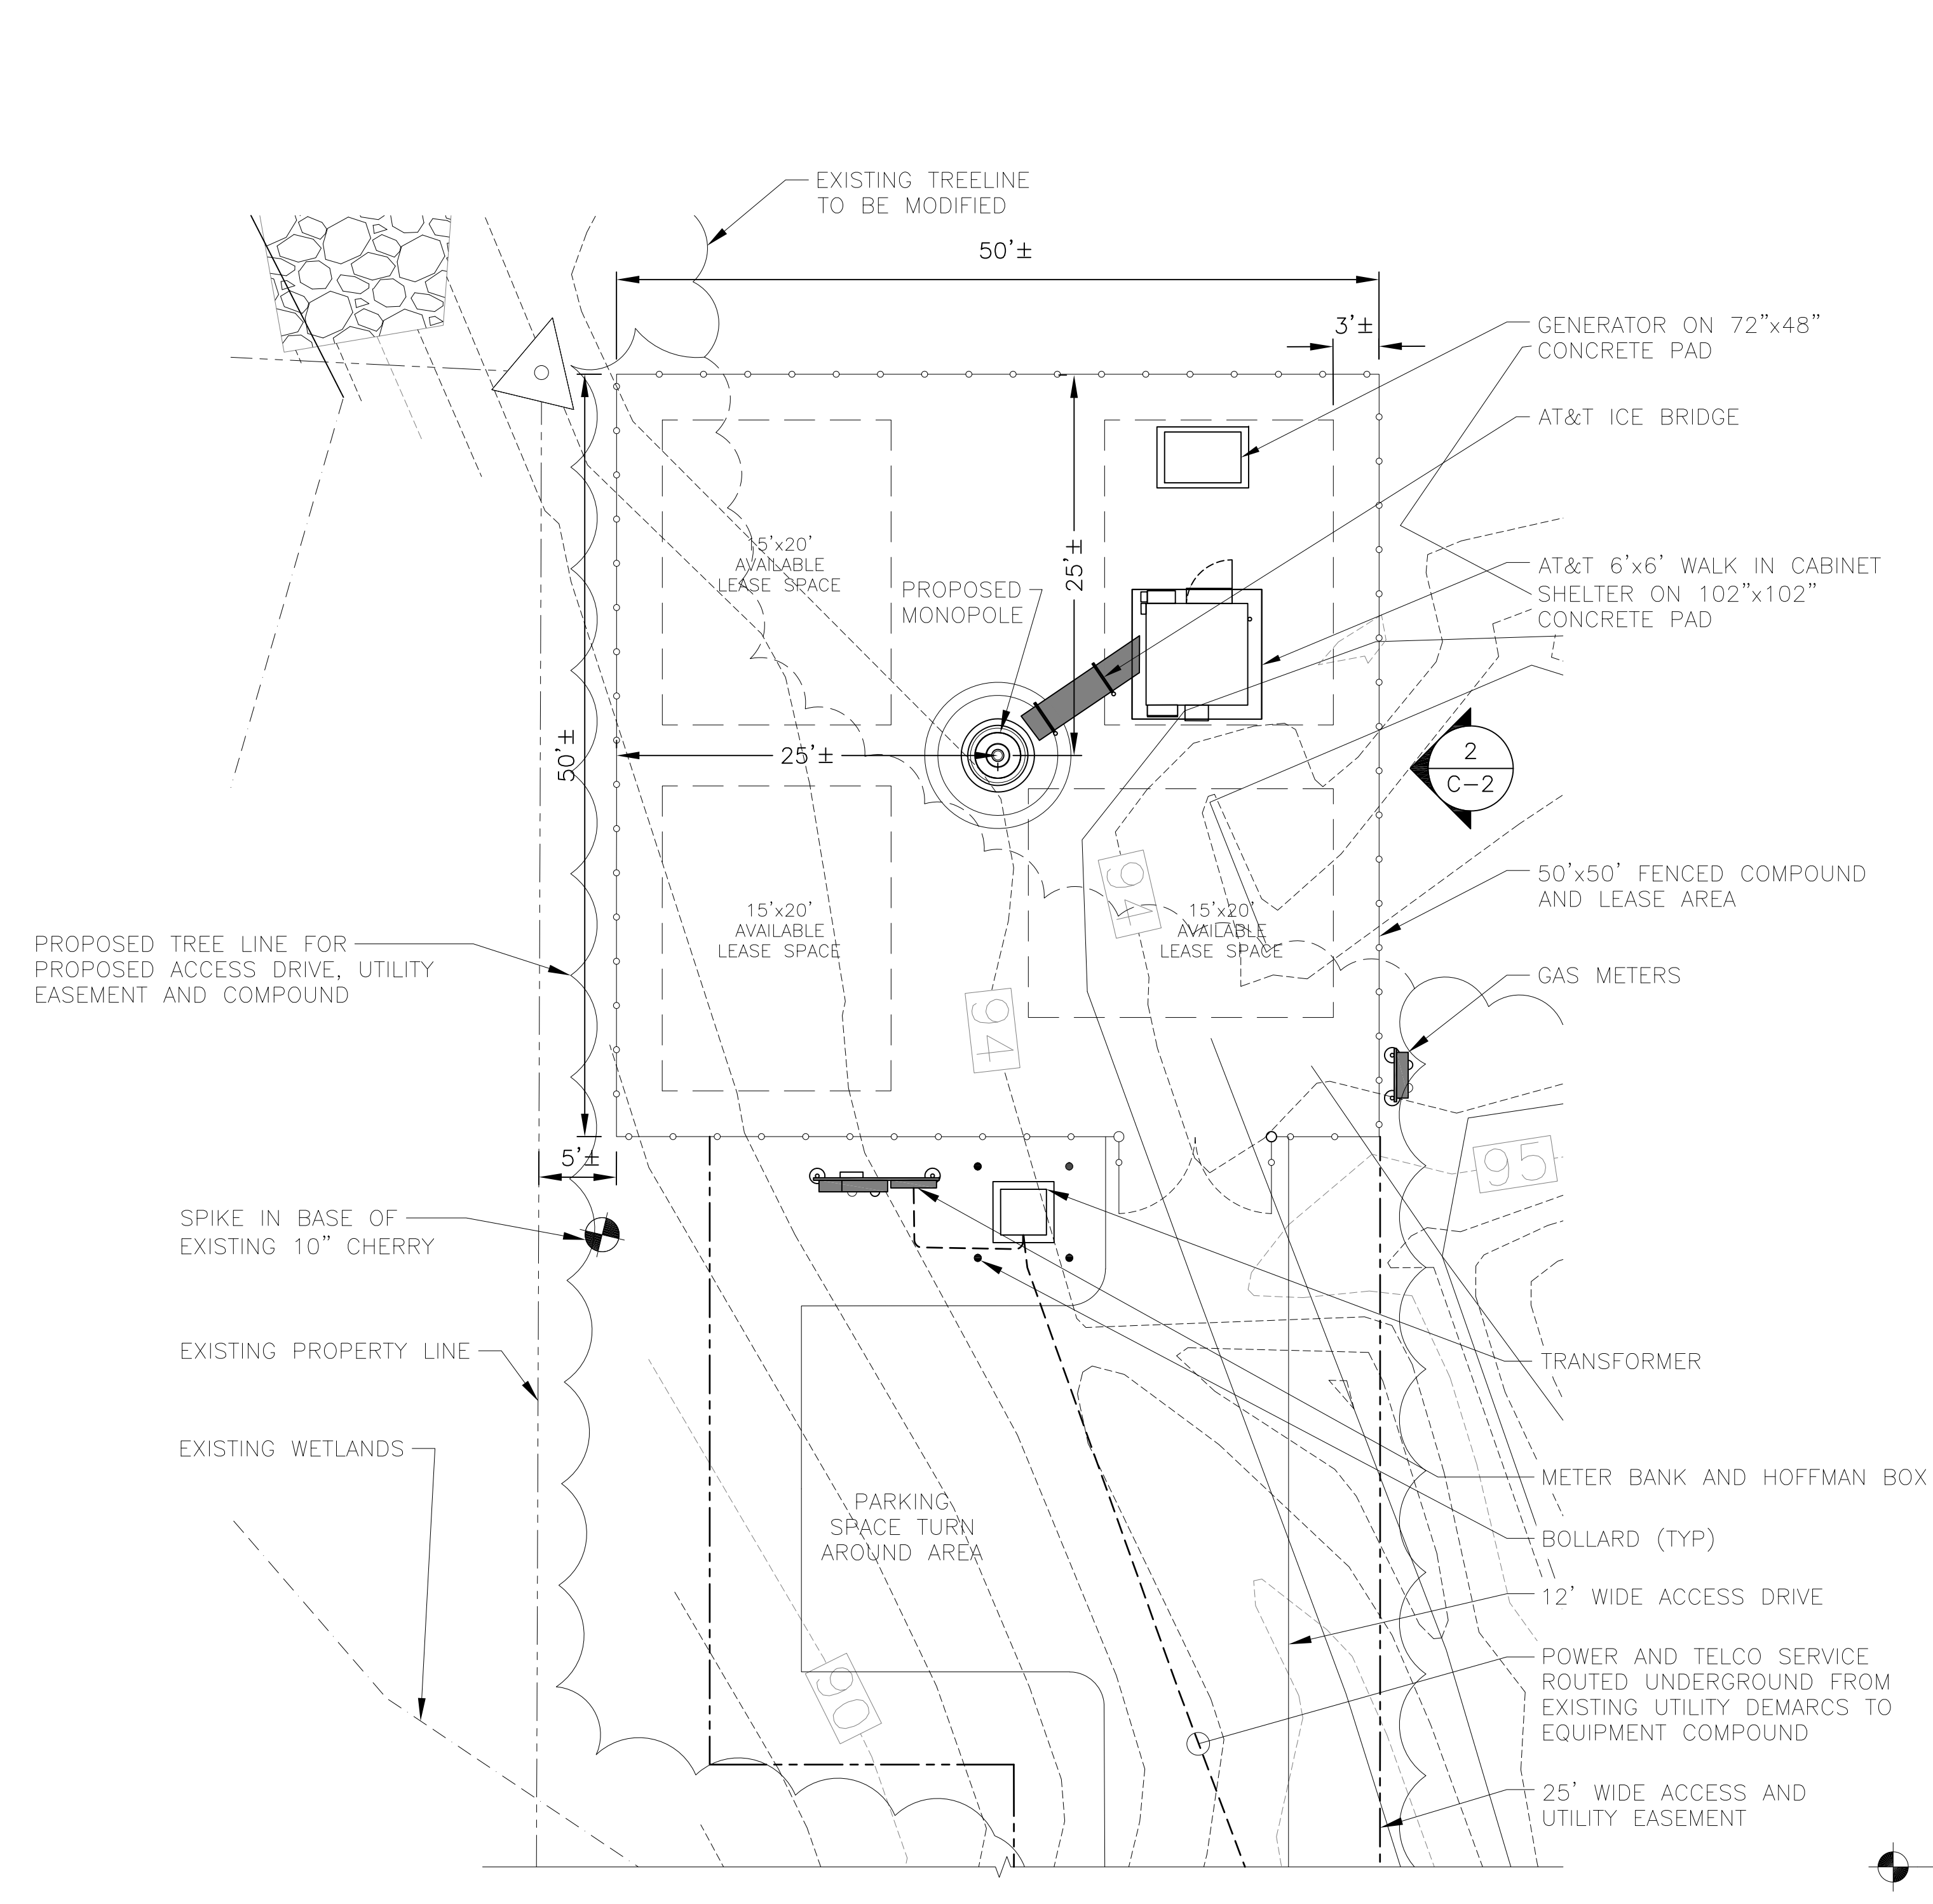 EXISTING TREELINE
TO BE MODIFIED
50'±
3'±
GENERATOR ON 72"x48"
CONCRETE PAD
AT&T ICE BRIDGE
15'x20'
AVAILABLE
LEASE SPACE
25'±
PROPOSED
MONOPOLE
AT&T 6'x6' WALK IN CABINET
SHELTER ON 102"x102"
CONCRETE PAD
50'±
25'±
2
C-2
94
50'x50' FENCED COMPOUND
AND LEASE AREA
15'x20'
AVAILABLE
LEASE SPACE
15'x20'
AVAILABLE
LEASE SPACE
PROPOSED TREE LINE FOR
PROPOSED ACCESS DRIVE, UTILITY
EASEMENT AND COMPOUND
94
GAS METERS
5'±
95
SPIKE IN BASE OF
EXISTING 10" CHERRY
EXISTING PROPERTY LINE
TRANSFORMER
EXISTING WETLANDS
METER BANK AND HOFFMAN BOX
PARKING
SPACE TURN
AROUND AREA
BOLLARD (TYP)
12' WIDE ACCESS DRIVE
90
POWER AND TELCO SERVICE
ROUTED UNDERGROUND FROM
EXISTING UTILITY DEMARCS TO
EQUIPMENT COMPOUND
25' WIDE ACCESS AND
UTILITY EASEMENT